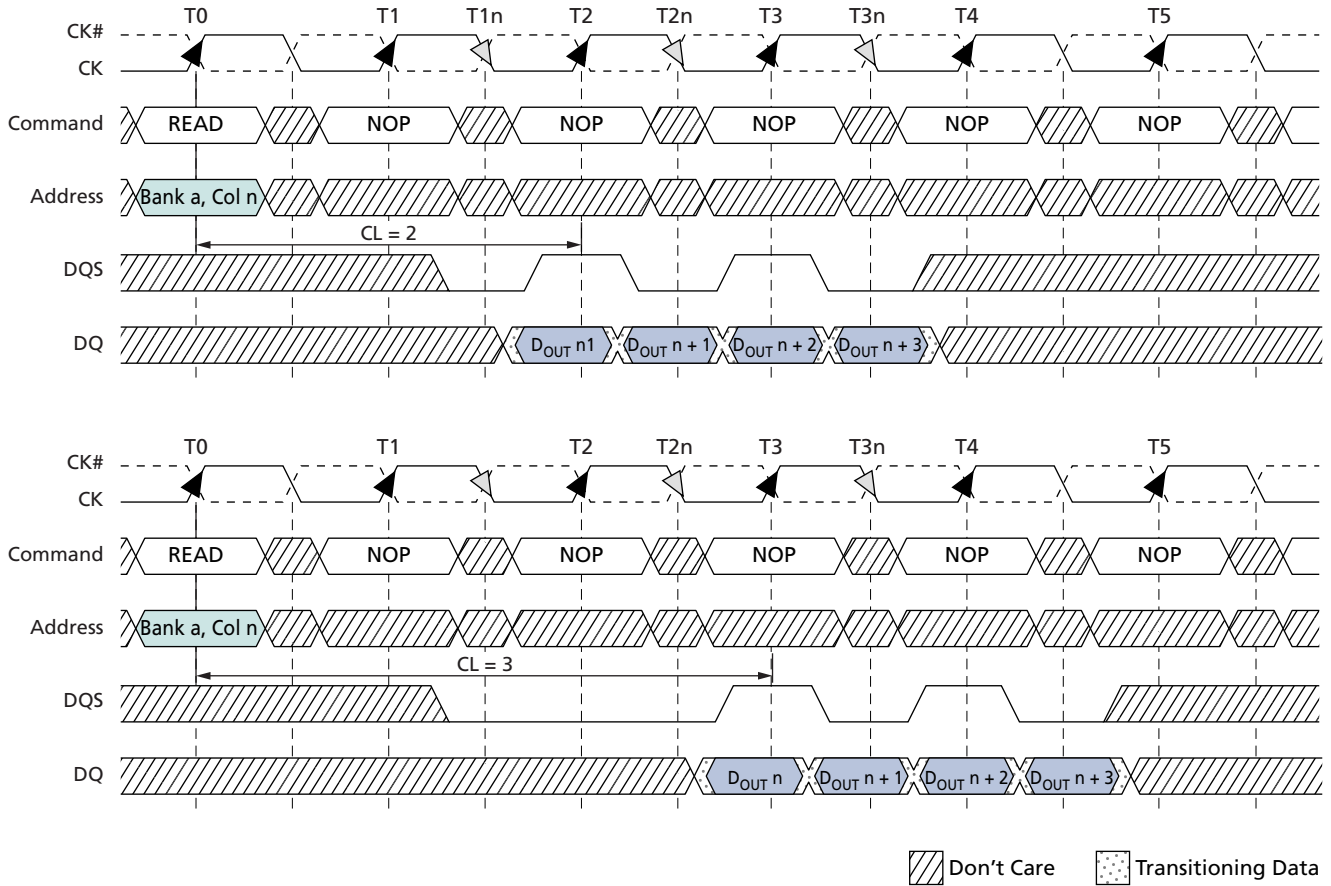 T0 T1 T1n T2 T2n T3 T3n T4 T5
CK#
CK
Command READ NOP NOP NOP NOP NOP
Address Bank a, Col n
CL = 2
DQS
DQ DOUT n1 DOUT n + 1 DOUT n + 2 DOUT n + 3
T0 T1 T1n T2 T2n T3 T3n T4 T5
CK#
CK
Command READ NOP NOP NOP NOP NOP
Address Bank a, Col n
CL = 3
DQS
DQ DOUT n DOUT n + 1 DOUT n + 2 DOUT n + 3
Don't Care Transitioning Data